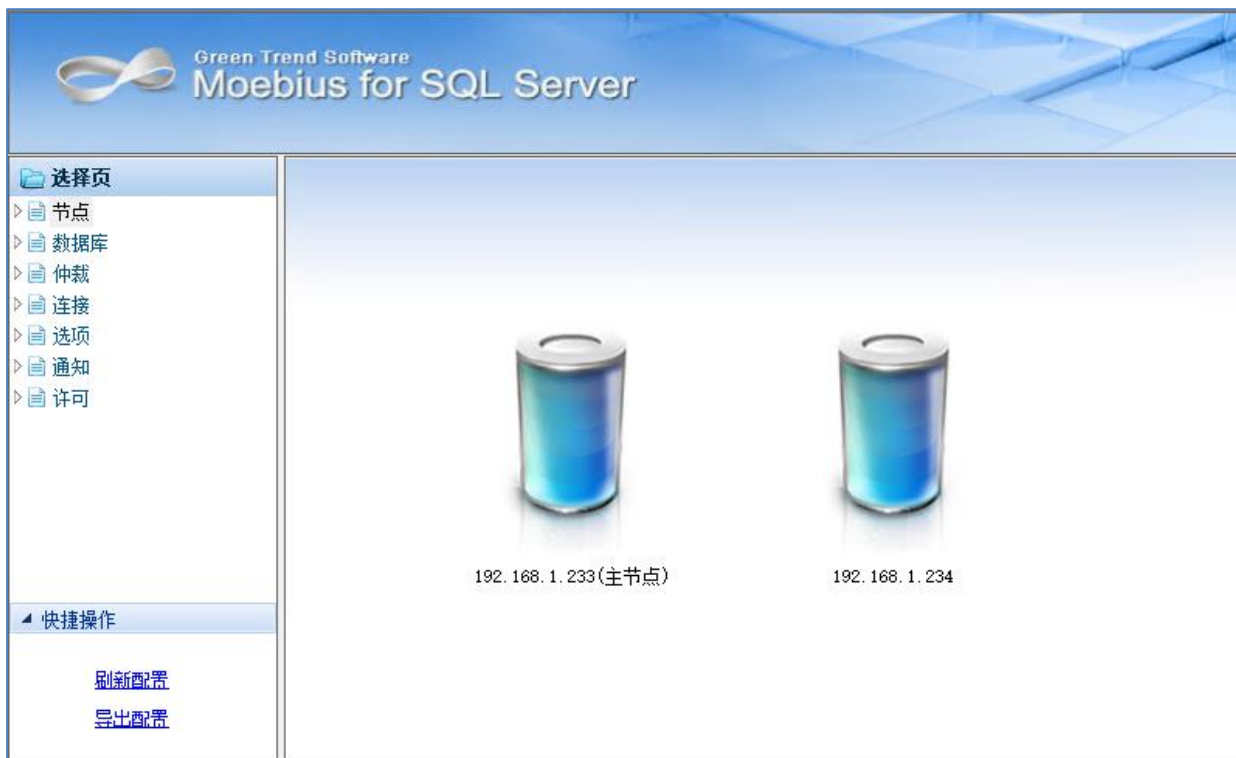 Green Trend Software
Moebius for SQL Server
选择页
节点
数据库
仲裁
连接
选项
通知
许可
192.168.1.233(主节点)
192.168.1.234
快捷操作
刷新配置
导出配置